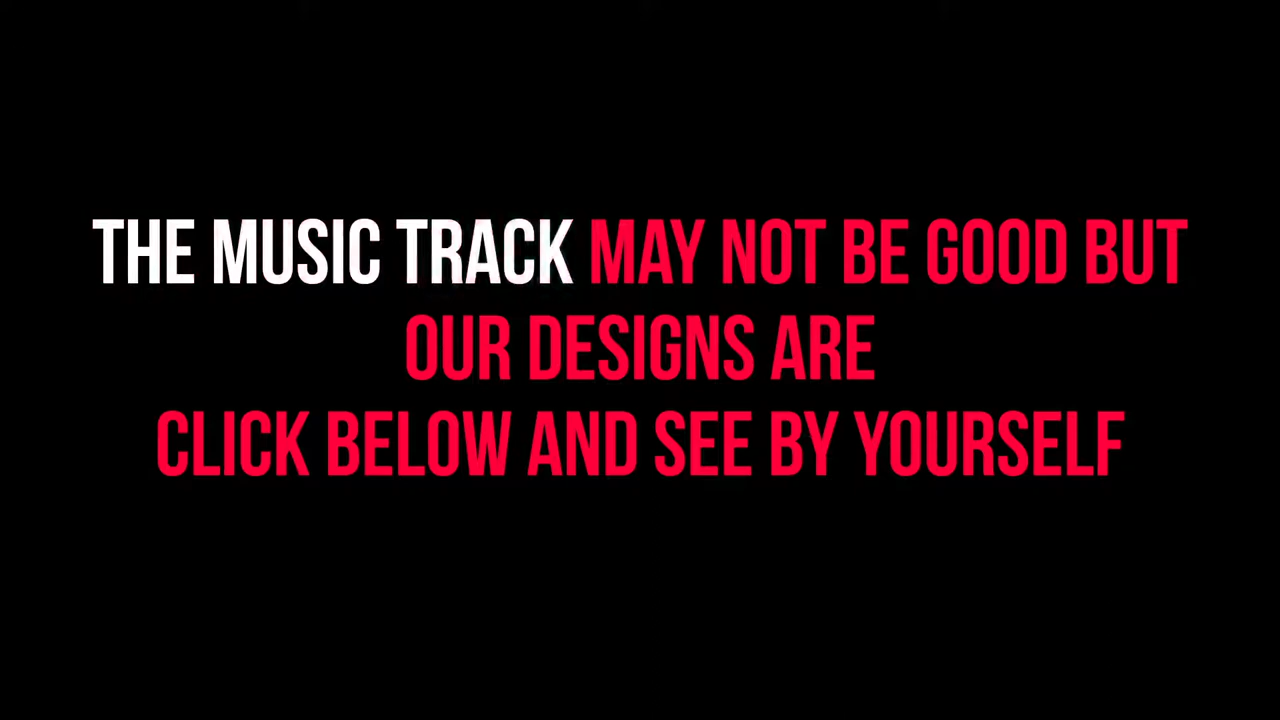 THE MUSIC TRACK MAY NOT BE GOOD BUT
OUR DESIGNS ARE
CLICK BELOW AND SEE BY YOURSELF